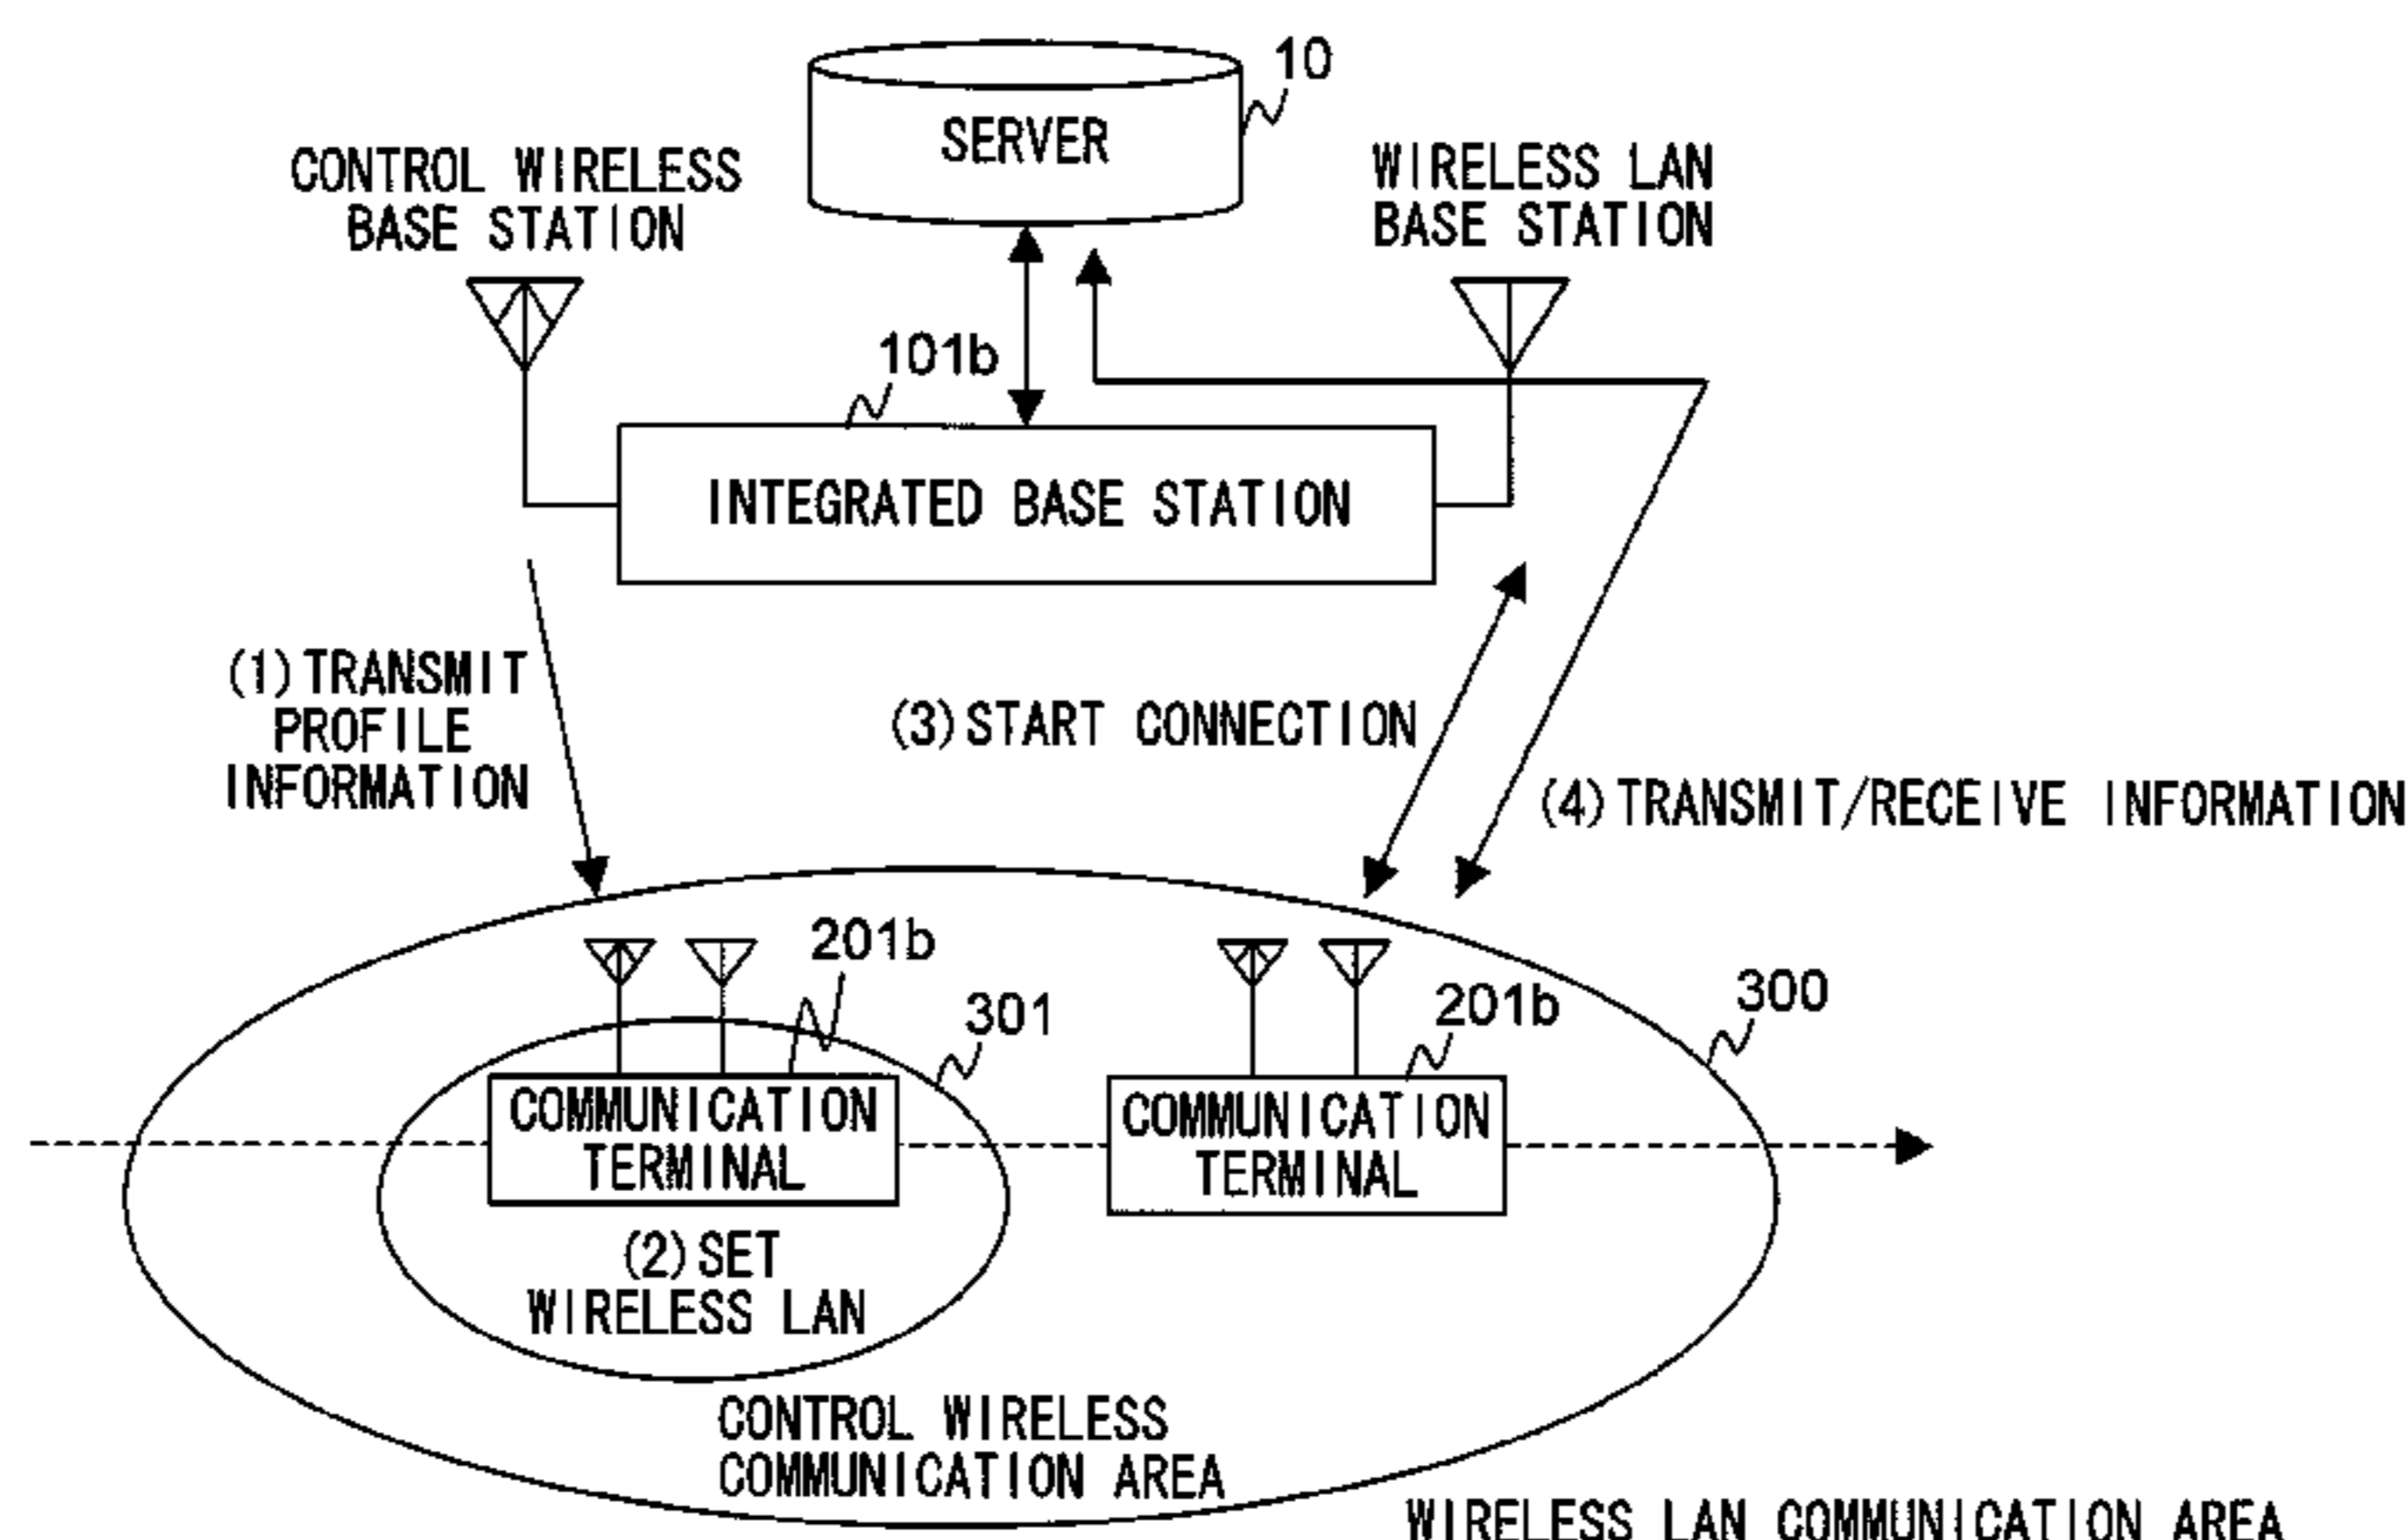 10
SERVER
CONTROL WIRELESS
BASE STATION
WIRELESS LAN
BASE STATION
101b
INTEGRATED BASE STATION
(1)TRANSMIT
PROFILE
INFORMATION
(3)START CONNECTION
(4)TRANSMIT/RECEIVE INFORMATION
201b
301
201b
300
COMMUNICATION
TERMINAL
COMMUNICATION
TERMINAL
(2)SET
WIRELESS LAN
CONTROL WIRELESS
COMMUNICATION AREA
WIRELESS LAN COMMUNICATION AREA